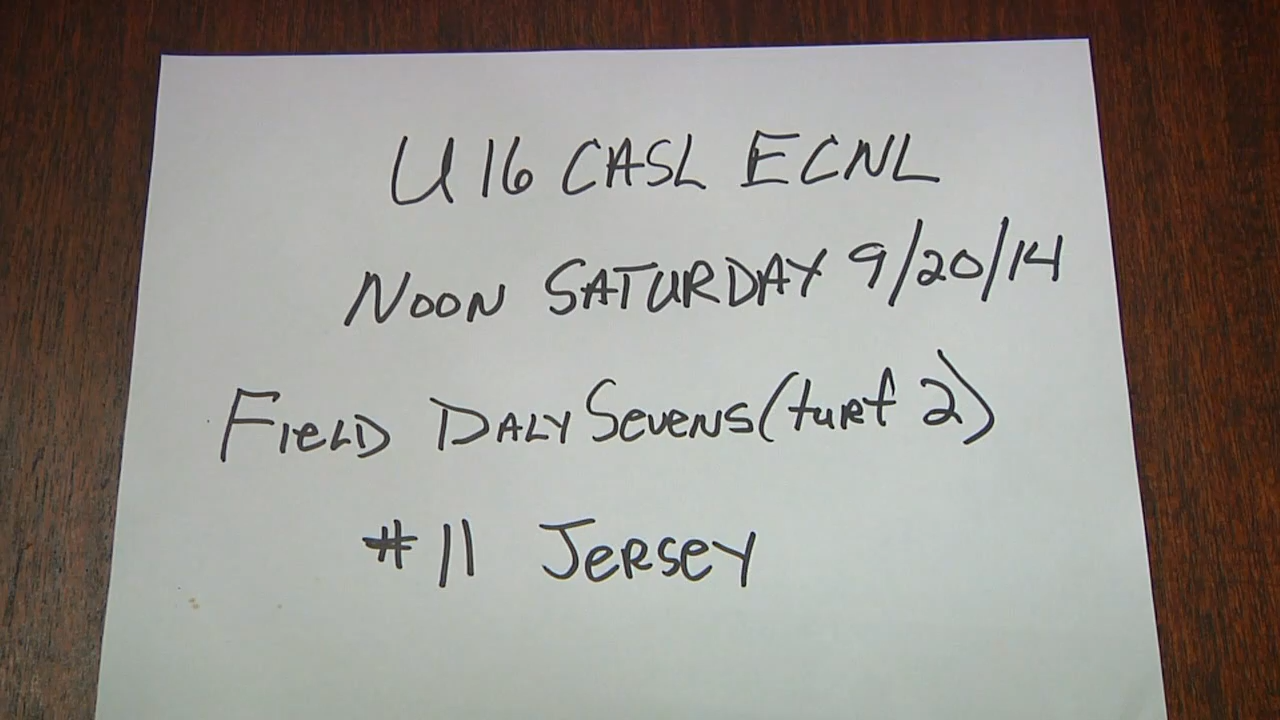 U16 CASL ECNL
NOON SATURDAY 9/20/14
FIELD DALY SEVENS (turf 2)
#11 JERSEY